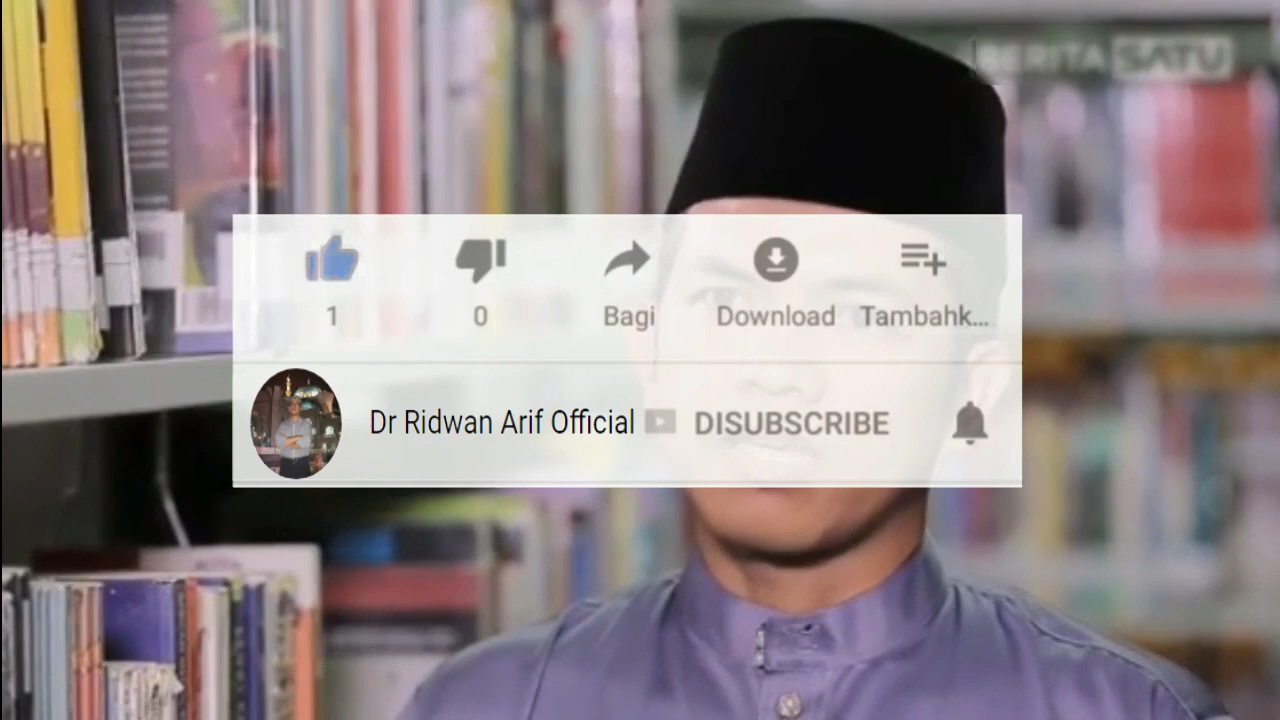 BERITA SATU
1 0 Bagi Download Tambahk...
Dr Ridwan Arif Official DISUBSCRIBE